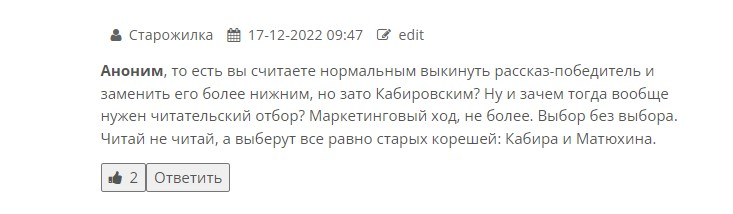 Старожилка 17-12-2022 09:47 edit
Аноним, то есть вы считаете нормальным выкинуть рассказ-победитель и
заменить его более нижним, но зато Кабировским? Ну и зачем тогда вообще
нужен читательский отбор? Маркетинговый ход, не более. Выбор без выбора.
Читай не читай, а выберут все равно старых корешей: Кабира и Матюхина.
2 Ответить